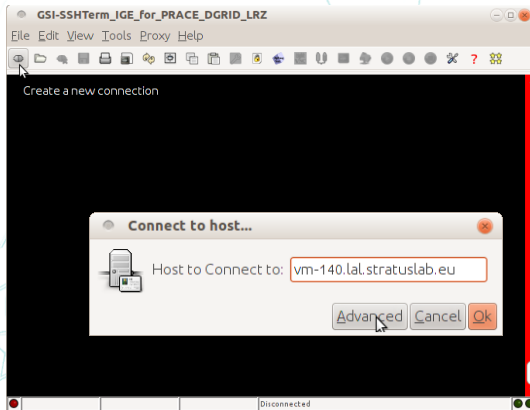 GSI-SSHTerm_IGE_for_PRACE_DGRID_LRZ
File Edit View Tools Proxy Help
Create a new connection
Connect to host...
Host to Connect to: vm-140.lal.stratuslab.eu
Advanced Cancel Ok
Disconnected